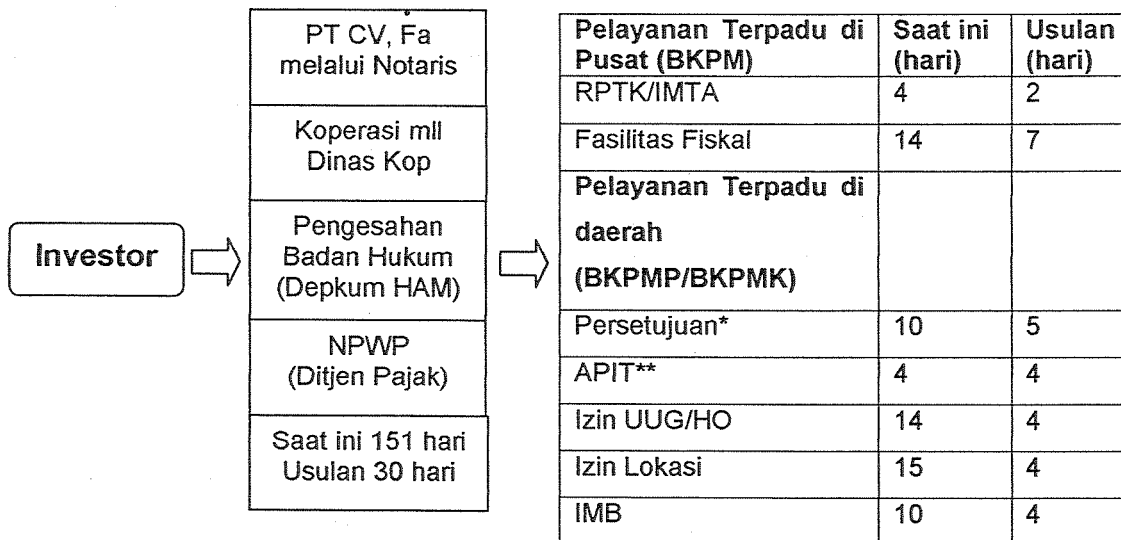 Investor
PT CV, Fa
melalui Notaris
Koperasi mll
Dinas Kop
Pengesahan
Badan Hukum
(Depkum HAM)
NPWP
(Ditjen Pajak)
Saat ini 151 hari
Usulan 30 hari
Pelayanan Terpadu di Saat ini Usulan
Pusat (BKPM) (hari) (hari)
RPTK/IMTA 4 2
Fasilitas Fiskal 14 7
Pelayanan Terpadu di
daerah
(BKPMP/BKPMK)
Persetujuan* 10 5
APIT** 4 4
Izin UUG/HO 14 4
Izin Lokasi 15 4
IMB 10 4